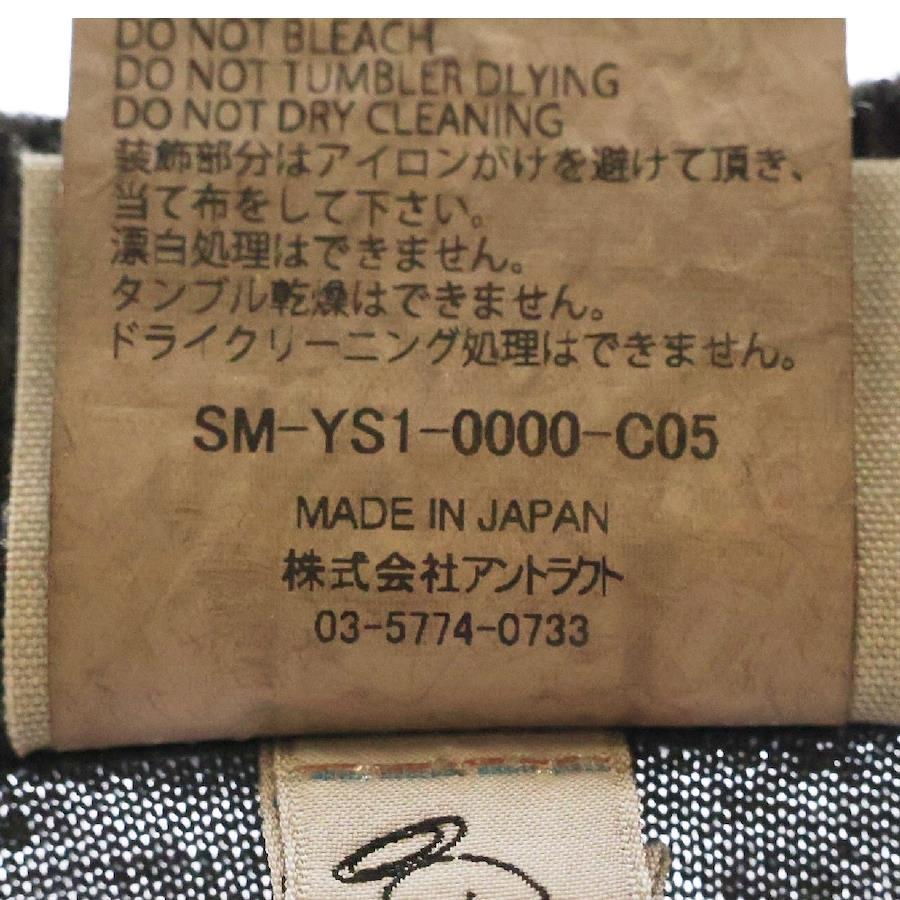 DO NOT BLEACH
DO NOT TUMBLER DLYING
DO NOT DRY CLEANING
装飾部分はアイロンがけを避けて頂き、
当て布をして下さい。
漂白処理はできません。
タンブル乾燥はできません。
ドライクリーニング処理はできません。
SM-YS1-0000-C05
MADE IN JAPAN
株式会社アントラクト
03-5774-0733